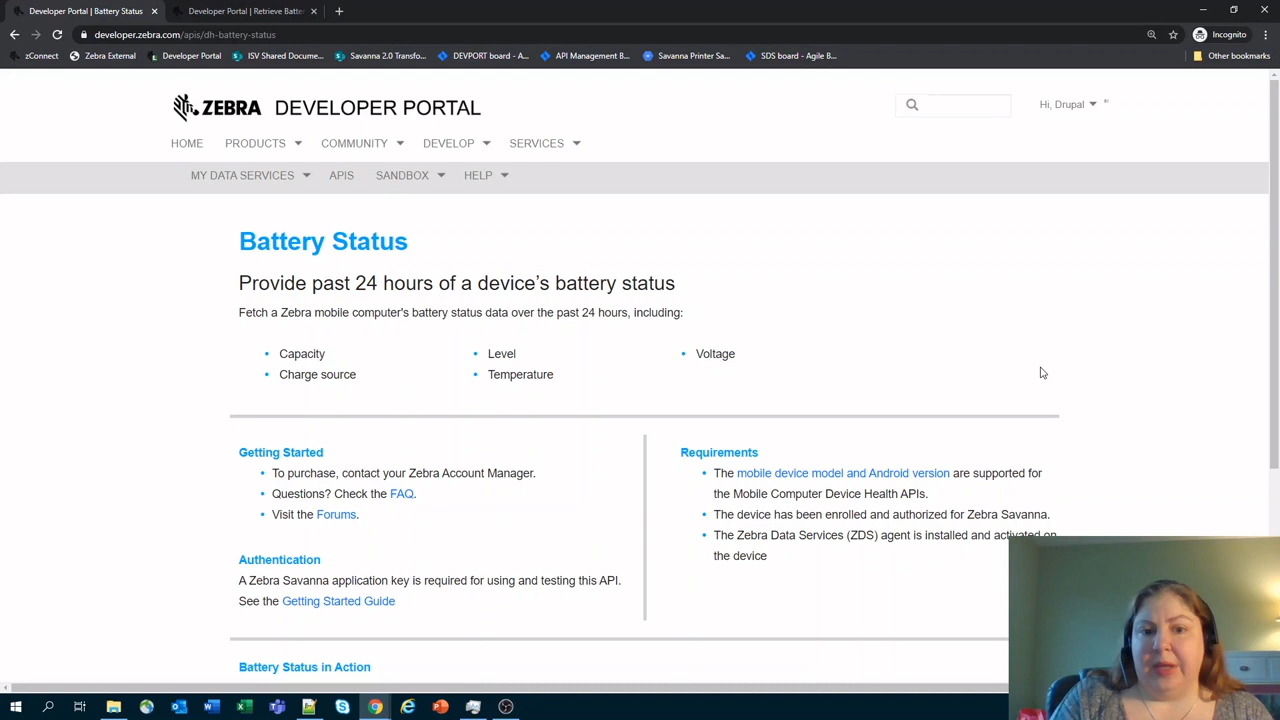 Developer Portal | Battery Status
Developer Portal | Retrieve Batter
developer.zebra.com/apis/dh-battery-status
Incognito
zConnect
Zebra External
Developer Portal
ISV Shared Docume...
Savanna 2.0 Transfo...
DEVPORT board - A...
API Management B...
Savanna Printer Sa...
SDS board - Agile B...
Other bookmarks
ZEBRA DEVELOPER PORTAL
Hi, Drupal
HOME PRODUCTS COMMUNITY DEVELOP SERVICES
MY DATA SERVICES APIS SANDBOX HELP
Battery Status
Provide past 24 hours of a device’s battery status
Fetch a Zebra mobile computer's battery status data over the past 24 hours, including:
• Capacity
• Level
• Voltage
• Charge source
• Temperature
Getting Started
• To purchase, contact your Zebra Account Manager.
• Questions? Check the FAQ.
• Visit the Forums.
Authentication
A Zebra Savanna application key is required for using and testing this API.
See the Getting Started Guide
Requirements
• The mobile device model and Android version are supported for
the Mobile Computer Device Health APIs.
• The device has been enrolled and authorized for Zebra Savanna.
• The Zebra Data Services (ZDS) agent is installed and activated on
the device
Battery Status in Action